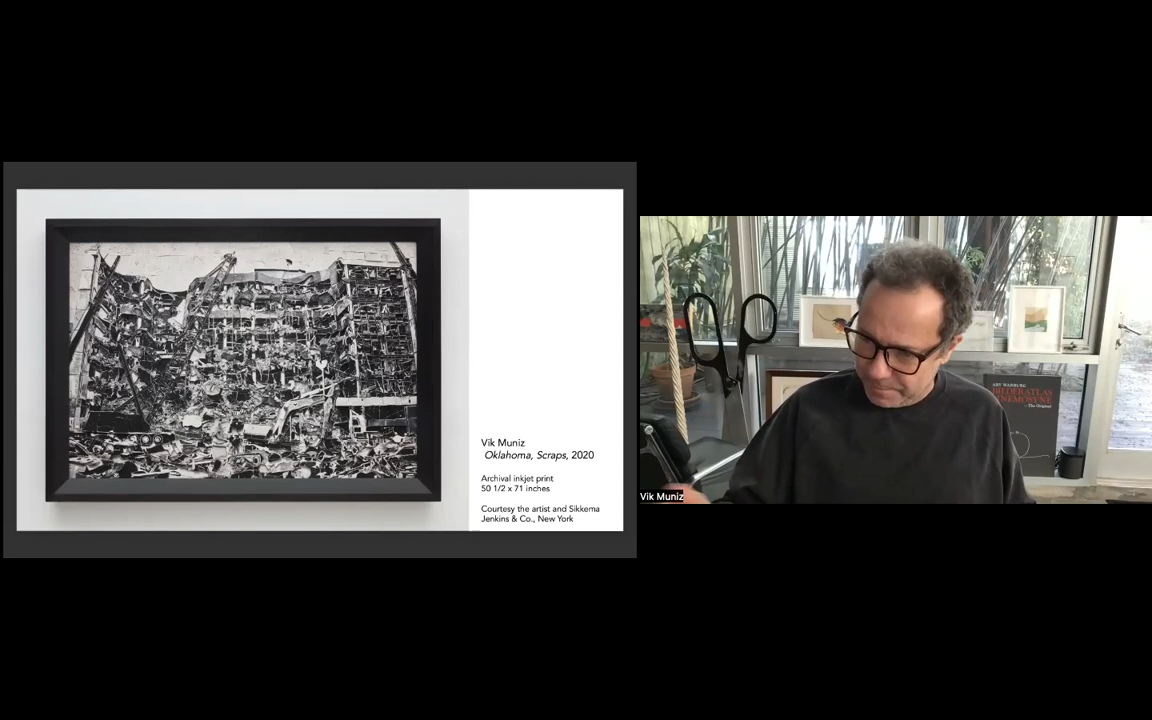 Vik Muniz
Oklahoma, Scraps, 2020
Archival inkjet print
50 1/2 x 71 inches
Courtesy the artist and Sikkema
Jenkins & Co., New York
Vik Muniz
ABY WARBURG
BILDERATLAS
MNEMOSYNE
—The Original